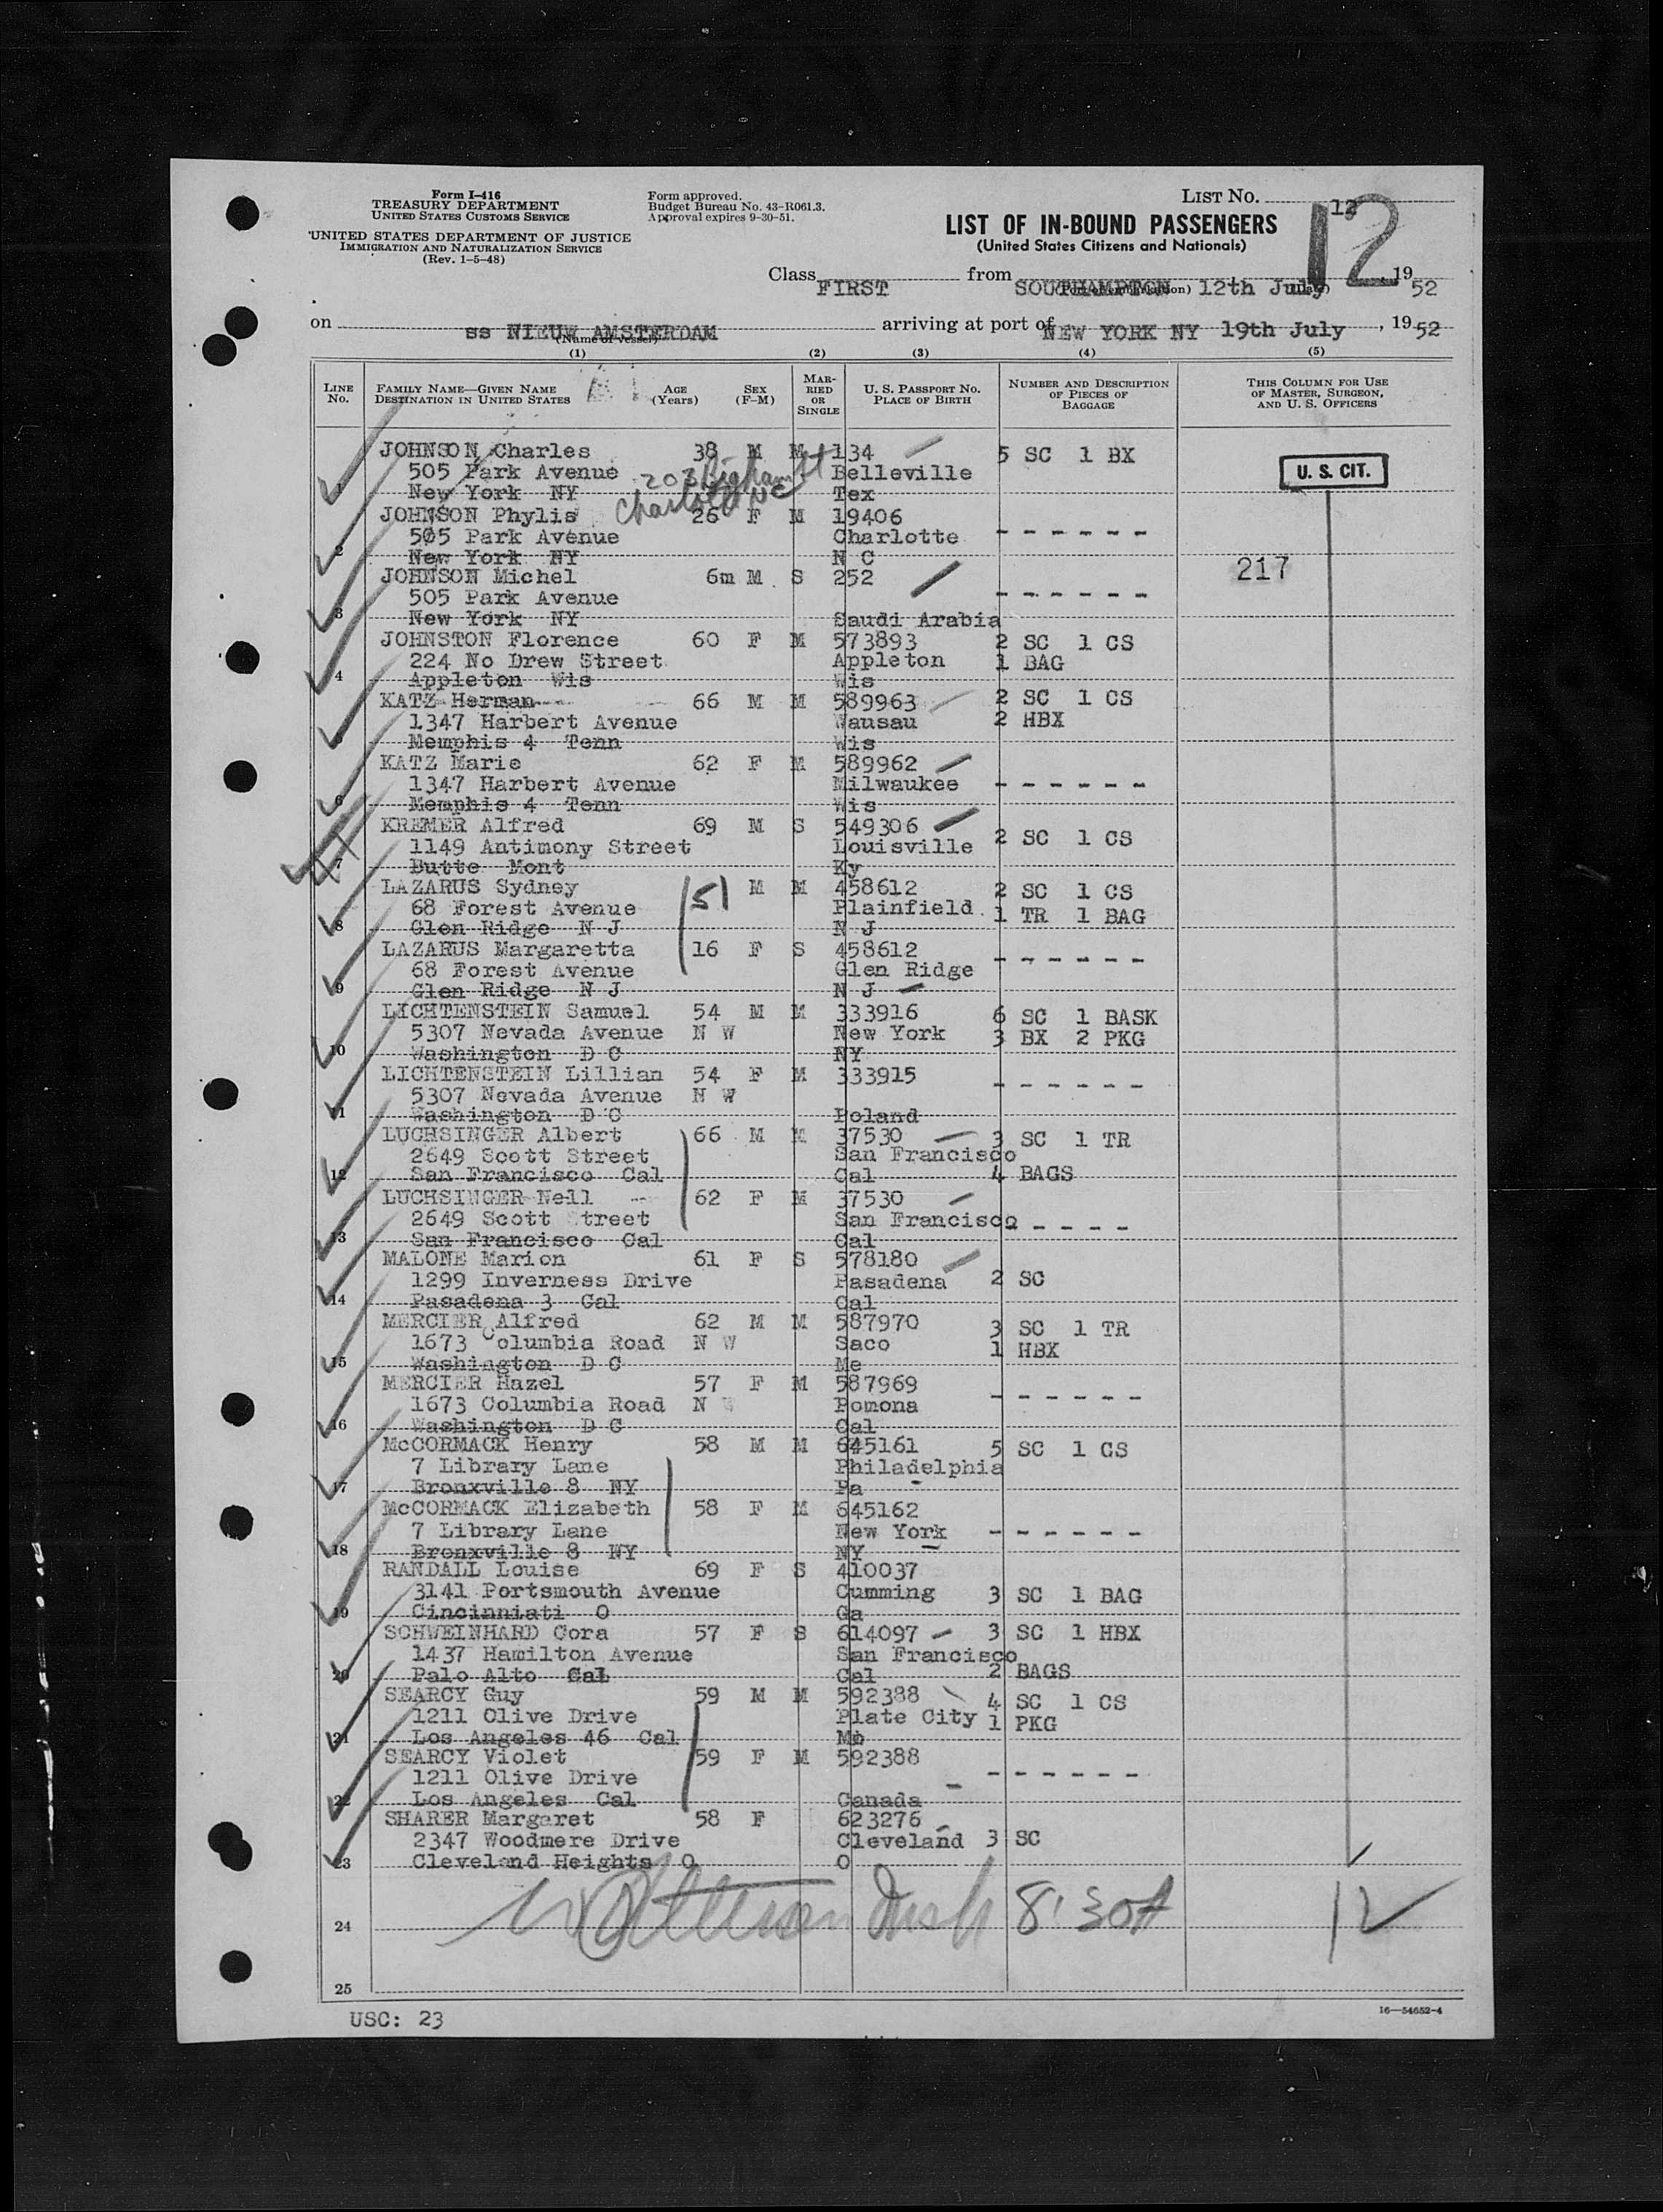 Form I-416
TREASURY DEPARTMENT
UNITED STATES CUSTOMS SERVICE
UNITED STATES DEPARTMENT OF JUSTICE
IMMIGRATION AND NATURALIZATION SERVICE
(Rev. 1-5-48)
Form approved.
Budget Bureau No. 43-R061.3.
Approval expires 9-30-51.
LIST NO. 12
12
LIST OF IN-BOUND PASSENGERS
(United States Citizens and Nationals)
Class FIRST from SOUTHAMPTON 12th July, 1952
on ss NIEUW AMSTERDAM arriving at port of NEW YORK NY 19th July, 1952
(Name of vessel)
(1) (2) (3) (4) (5)
LINE NO.
FAMILY NAME—GIVEN NAME
DESTINATION IN UNITED STATES
AGE (Years)
SEX (F-M)
MARRIED OR SINGLE
U. S. PASSPORT NO.
PLACE OF BIRTH
NUMBER AND DESCRIPTION OF PIECES OF BAGGAGE
THIS COLUMN FOR USE OF MASTER, SURGEON, AND U. S. OFFICERS
JOHNSON Charles 38 M M 134 5 SC 1 BX
505 Park Avenue 203 St Belleville U. S. CIT.
1 New York NY Charlotte NC Tex
JOHNSON Phylis 26 F M 19406
505 Park Avenue Charlotte - - - - - -
2 New York NY N C
JOHNSON Michel 6m M S 252 217
505 Park Avenue - - - - - -
3 New York NY Saudi Arabia
JOHNSTON Florence 60 F M 573893 2 SC 1 CS
224 No Drew Street Appleton 1 BAG
4 Appleton Wis Wis
KATZ Herman 66 M M 589963 2 SC 1 CS
1347 Harbert Avenue Wausau 2 HBX
5 Memphis 4 Tenn Wis
KATZ Marie 62 F M 589962
1347 Harbert Avenue Milwaukee - - - - - -
6 Memphis 4 Tenn Wis
KREMER Alfred 69 M S 549306
1149 Antimony Street Louisville 2 SC 1 CS
7 Butte Mont Ky
LAZARUS Sydney 51 M M 458612 2 SC 1 CS
68 Forest Avenue Plainfield 1 TR 1 BAG
8 Glen Ridge N J N J
LAZARUS Margaretta 16 F S 458612
68 Forest Avenue Glen Ridge - - - - - -
9 Glen Ridge N J N J
LICHTENSTEIN Samuel 54 M M 333916 6 SC 1 BASK
5307 Nevada Avenue N W New York 3 BX 2 PKG
10 Washington D C NY
LICHTENSTEIN Lillian 54 F M 333915 - - - - - -
5307 Nevada Avenue N W
11 Washington D C Poland
LUCHSINGER Albert 66 M M 37530 3 SC 1 TR
2649 Scott Street San Francisco
12 San Francisco Cal Cal 4 BAGS
LUCHSINGER Nell 62 F M 37530
2649 Scott Street San Francisco - - - -
13 San Francisco Cal Cal
MALONE Marion 61 F S 578180
1299 Inverness Drive Pasadena 2 SC
14 Pasadena 3 Cal Cal
MERCIER Alfred 62 M M 587970 3 SC 1 TR
1673 Columbia Road N W Saco 1 HBX
15 Washington D C Me
MERCIER Hazel 57 F M 587969 - - - - - -
1673 Columbia Road N W Pomona
16 Washington D C Cal
McCORMACK Henry 58 M M 645161 5 SC 1 CS
7 Library Lane Philadelphia
17 Bronxville 8 NY Pa
McCORMACK Elizabeth 58 F M 645162
7 Library Lane New York - - - - - -
18 Bronxville 8 NY NY
RANDALL Louise 69 F S 410037
3141 Portsmouth Avenue Cumming 3 SC 1 BAG
19 Cincinniati O Ga
SCHWEINHARD Cora 57 F S 614097 3 SC 1 HBX
1437 Hamilton Avenue San Francisco
20 Palo Alto Cal Cal 2 BAGS
SEARCY Guy 59 M M 592388 4 SC 1 CS
1211 Olive Drive Plate City 1 PKG
21 Los Angeles 46 Cal Mo
SEARCY Violet 59 F M 592388
1211 Olive Drive - - - - - -
22 Los Angeles Cal Canada
SHARER Margaret 58 F 623276
2347 Woodmere Drive Cleveland 3 SC
23 Cleveland Heights O O
24 8:30A 12
25
USC: 23
16—54652-4